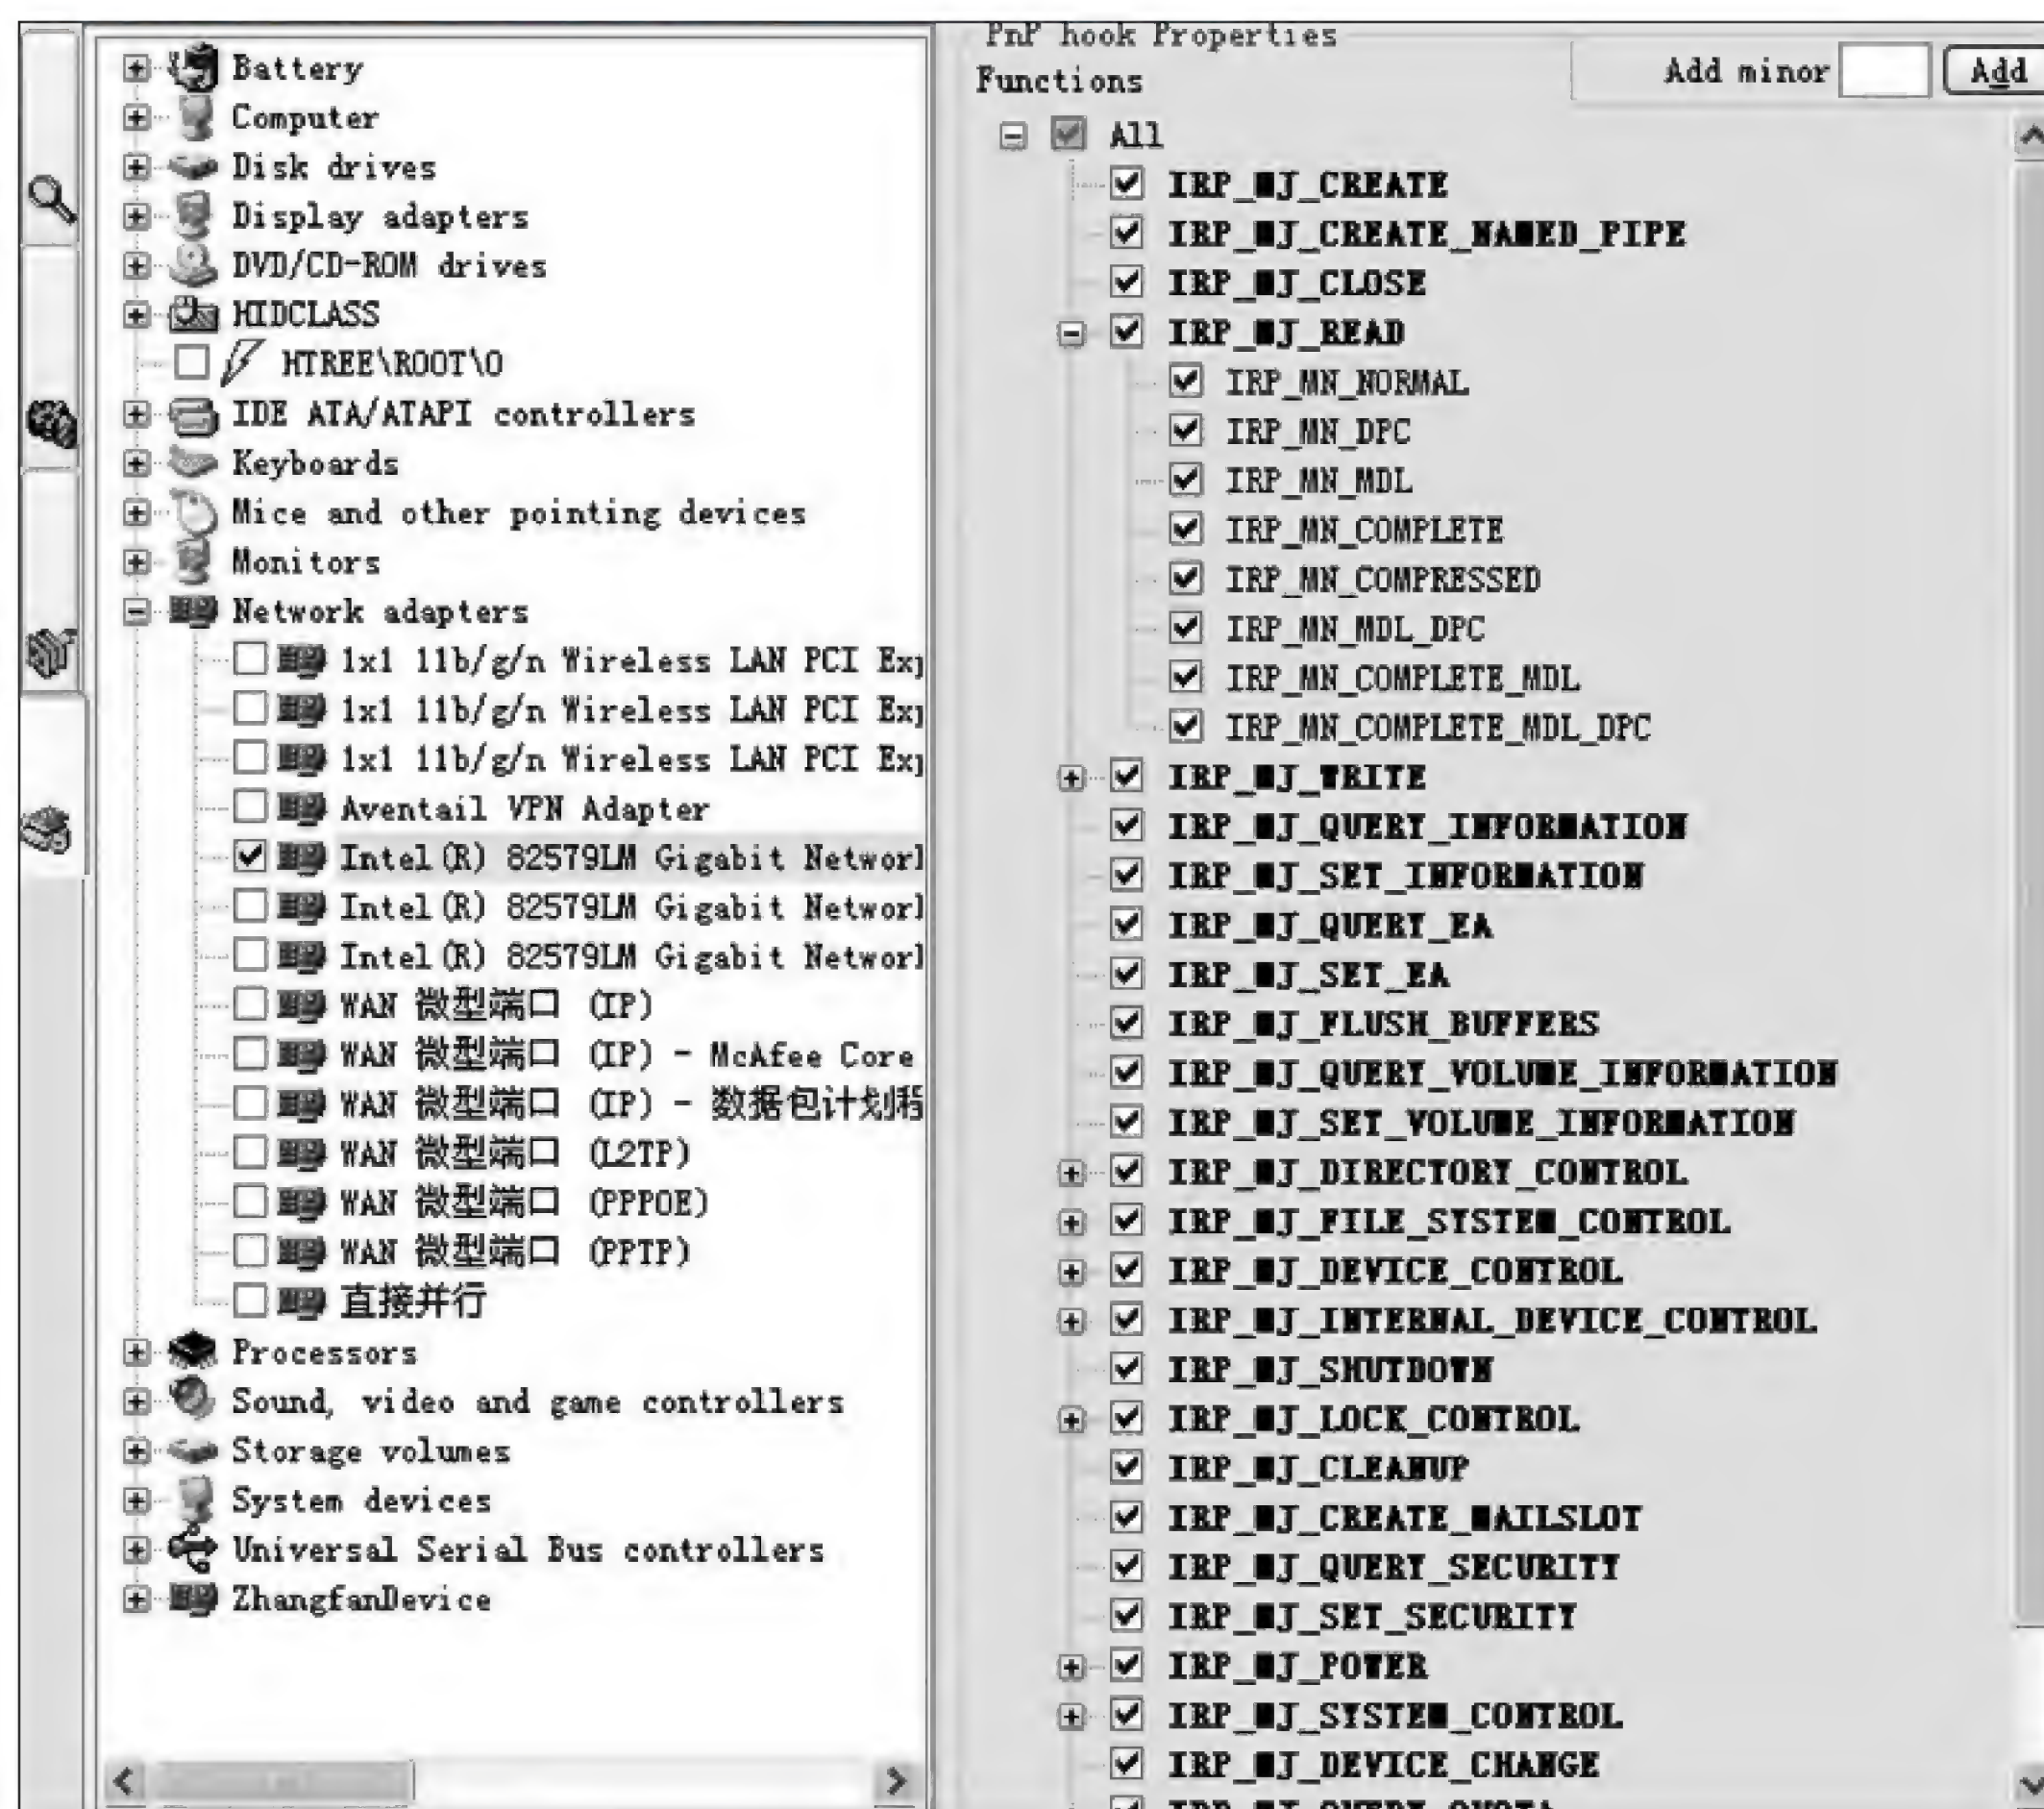 Battery
Computer
Disk drives
Display adapters
DVD/CD-ROM drives
HIDCLASS
HTREE\ROOT\0
IDE ATA/ATAPI controllers
Keyboards
Mice and other pointing devices
Monitors
Network adapters
1x1 11b/g/n Wireless LAN PCI Exp
1x1 11b/g/n Wireless LAN PCI Exp
1x1 11b/g/n Wireless LAN PCI Exp
Aventail VPN Adapter
Intel(R) 82579LM Gigabit Network
Intel(R) 82579LM Gigabit Network
Intel(R) 82579LM Gigabit Network
WAN 微型端口 (IP)
WAN 微型端口 (IP) - McAfee Core
WAN 微型端口 (IP) - 数据包计划程
WAN 微型端口 (L2TP)
WAN 微型端口 (PPPOE)
WAN 微型端口 (PPTP)
直接并行
Processors
Sound, video and game controllers
Storage volumes
System devices
Universal Serial Bus controllers
ZhangfanDevice
PnP hook Properties
Functions
Add minor
Add
All
IRP_MJ_CREATE
IRP_MJ_CREATE_NAMED_PIPE
IRP_MJ_CLOSE
IRP_MJ_READ
IRP_MN_NORMAL
IRP_MN_DPC
IRP_MN_MDL
IRP_MN_COMPLETE
IRP_MN_COMPRESSED
IRP_MN_MDL_DPC
IRP_MN_COMPLETE_MDL
IRP_MN_COMPLETE_MDL_DPC
IRP_MJ_WRITE
IRP_MJ_QUERY_INFORMATION
IRP_MJ_SET_INFORMATION
IRP_MJ_QUERY_EA
IRP_MJ_SET_EA
IRP_MJ_FLUSH_BUFFERS
IRP_MJ_QUERY_VOLUME_INFORMATION
IRP_MJ_SET_VOLUME_INFORMATION
IRP_MJ_DIRECTORY_CONTROL
IRP_MJ_FILE_SYSTEM_CONTROL
IRP_MJ_DEVICE_CONTROL
IRP_MJ_INTERNAL_DEVICE_CONTROL
IRP_MJ_SHUTDOWN
IRP_MJ_LOCK_CONTROL
IRP_MJ_CLEANUP
IRP_MJ_CREATE_MAILSLOT
IRP_MJ_QUERY_SECURITY
IRP_MJ_SET_SECURITY
IRP_MJ_POWER
IRP_MJ_SYSTEM_CONTROL
IRP_MJ_DEVICE_CHANGE
IRP_MJ_QUERY_QUOTA